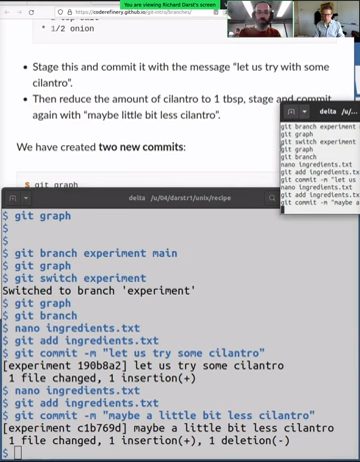 You are viewing Richard Darst's screen
https://coderefinery.github.io/git-intro/branches/
* 1/2 onion
• Stage this and commit it with the message “let us try with some
cilantro”.
• Then reduce the amount of cilantro to 1 tbsp, stage and commit
again with “maybe little bit less cilantro”.
We have created two new commits:
$ git graph
delta /u/...
git branch experiment
git graph
git switch experiment
git graph
git branch
nano ingredients.txt
git add ingredients.tx
git commit -m "let us
nano ingredients.txt
git add ingredients.tx
git commit -m "maybe a
delta /u/04/darstr1/unix/recipe
$ git graph
$
$
$ git branch experiment main
$ git graph
$ git switch experiment
Switched to branch 'experiment'
$ git graph
$ git branch
$ nano ingredients.txt
$ git add ingredients.txt
$ git commit -m "let us try some cilantro"
[experiment 190b8a2] let us try some cilantro
1 file changed, 1 insertion(+)
$ nano ingredients.txt
$ git add ingredients.txt
$ git commit -m "maybe a little bit less cilantro"
[experiment c1b769d] maybe a little bit less cilantro
1 file changed, 1 insertion(+), 1 deletion(-)
$